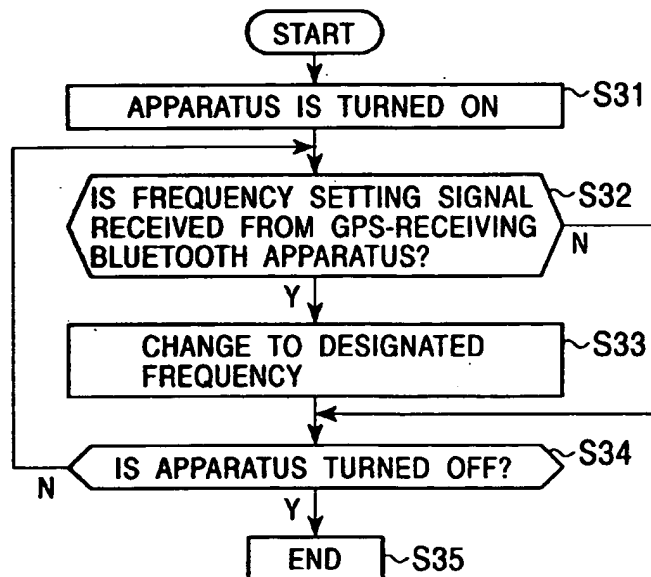 START
APPARATUS IS TURNED ON
S31
IS FREQUENCY SETTING SIGNAL
RECEIVED FROM GPS-RECEIVING
BLUETOOTH APPARATUS?
S32
N
Y
CHANGE TO DESIGNATED
FREQUENCY
S33
IS APPARATUS TURNED OFF?
S34
N
Y
END
S35